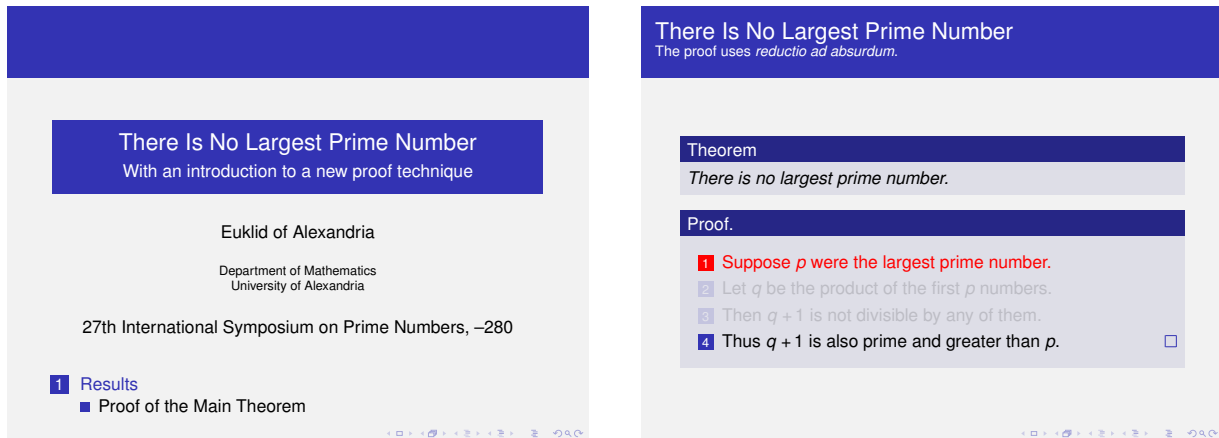 There Is No Largest Prime Number
With an introduction to a new proof technique
Euklid of Alexandria
Department of Mathematics
University of Alexandria
27th International Symposium on Prime Numbers, –280
1 Results
Proof of the Main Theorem
There Is No Largest Prime Number
The proof uses reductio ad absurdum.
Theorem
There is no largest prime number.
Proof.
1 Suppose p were the largest prime number.
2 Let q be the product of the first p numbers.
3 Then q + 1 is not divisible by any of them.
4 Thus q + 1 is also prime and greater than p.